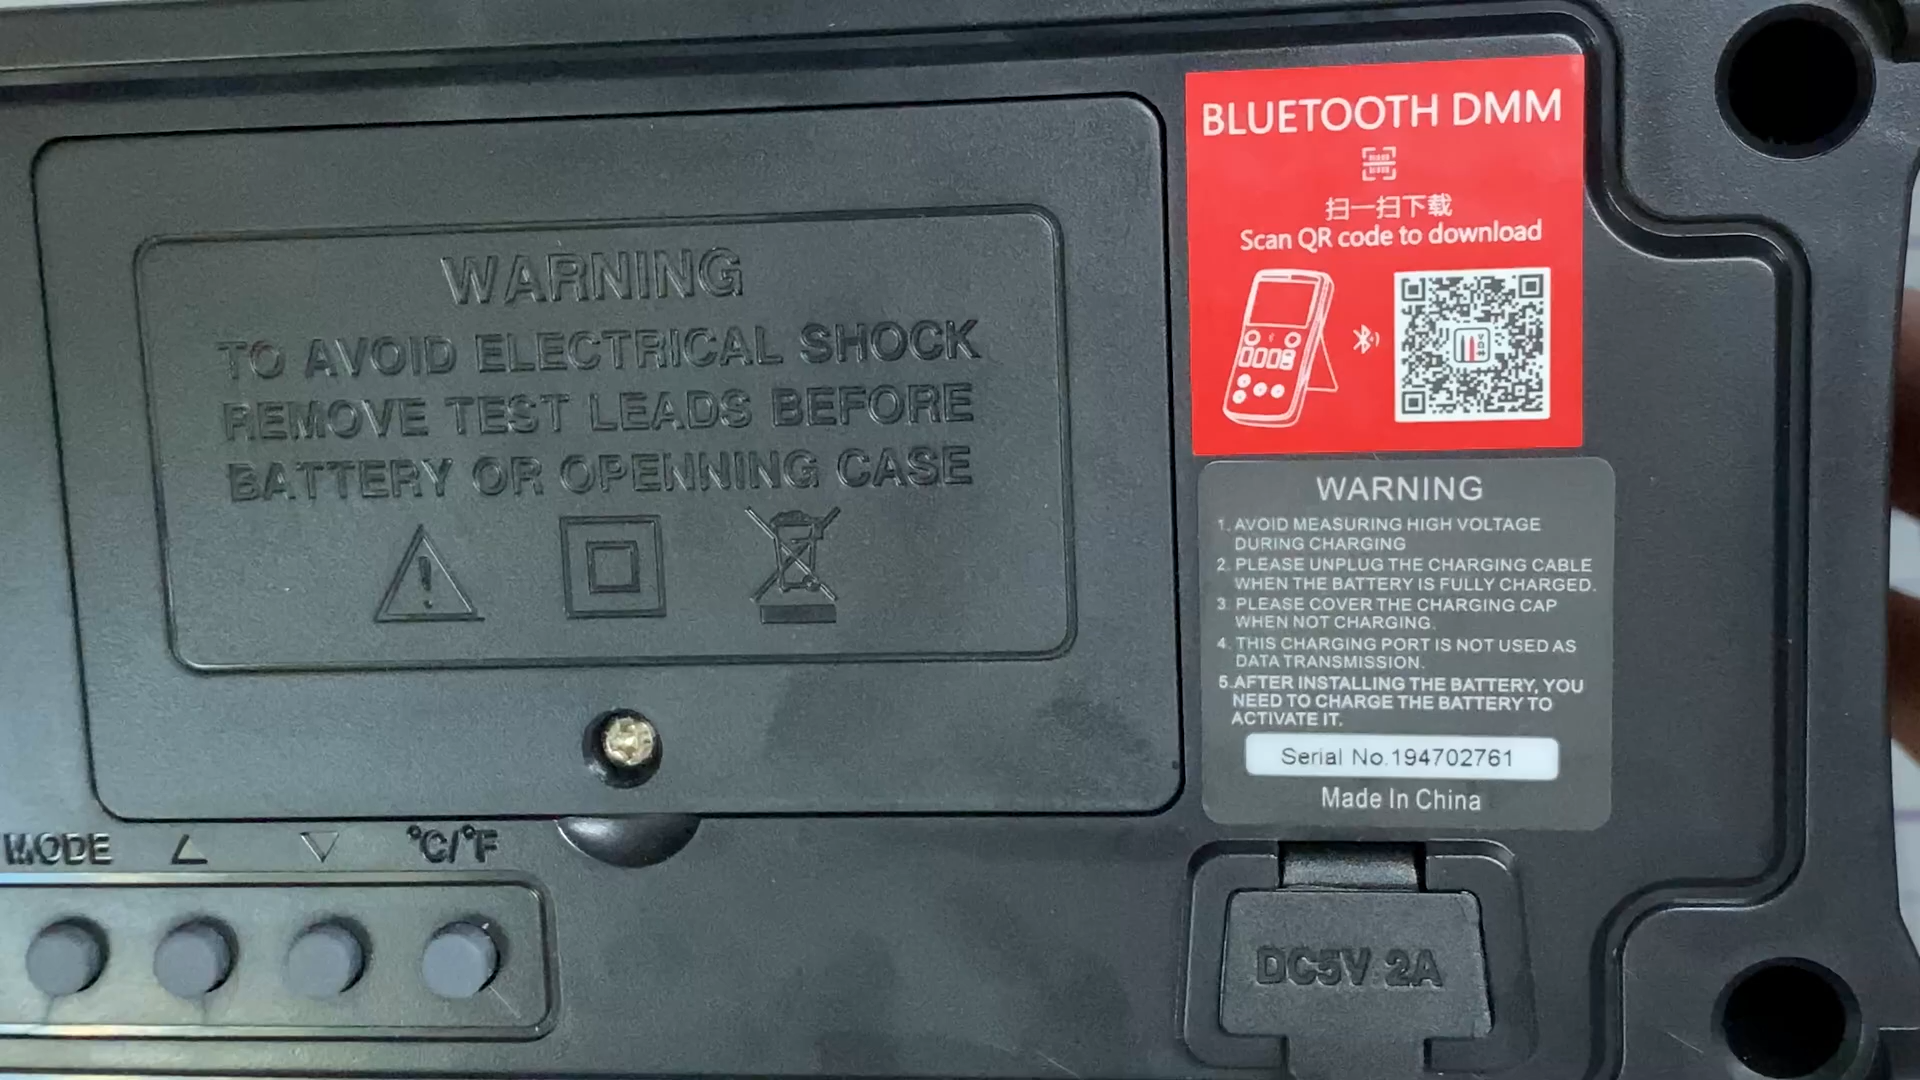 WARNING
TO AVOID ELECTRICAL SHOCK
REMOVE TEST LEADS BEFORE
BATTERY OR OPENNING CASE
MODE
°C/°F
BLUETOOTH DMM
扫一扫下载
Scan QR code to download
WARNING
1. AVOID MEASURING HIGH VOLTAGE
DURING CHARGING
2. PLEASE UNPLUG THE CHARGING CABLE
WHEN THE BATTERY IS FULLY CHARGED.
3. PLEASE COVER THE CHARGING CAP
WHEN NOT CHARGING.
4. THIS CHARGING PORT IS NOT USED AS
DATA TRANSMISSION.
5.AFTER INSTALLING THE BATTERY, YOU
NEED TO CHARGE THE BATTERY TO
ACTIVATE IT.
Serial No.194702761
Made In China
DC5V 2A